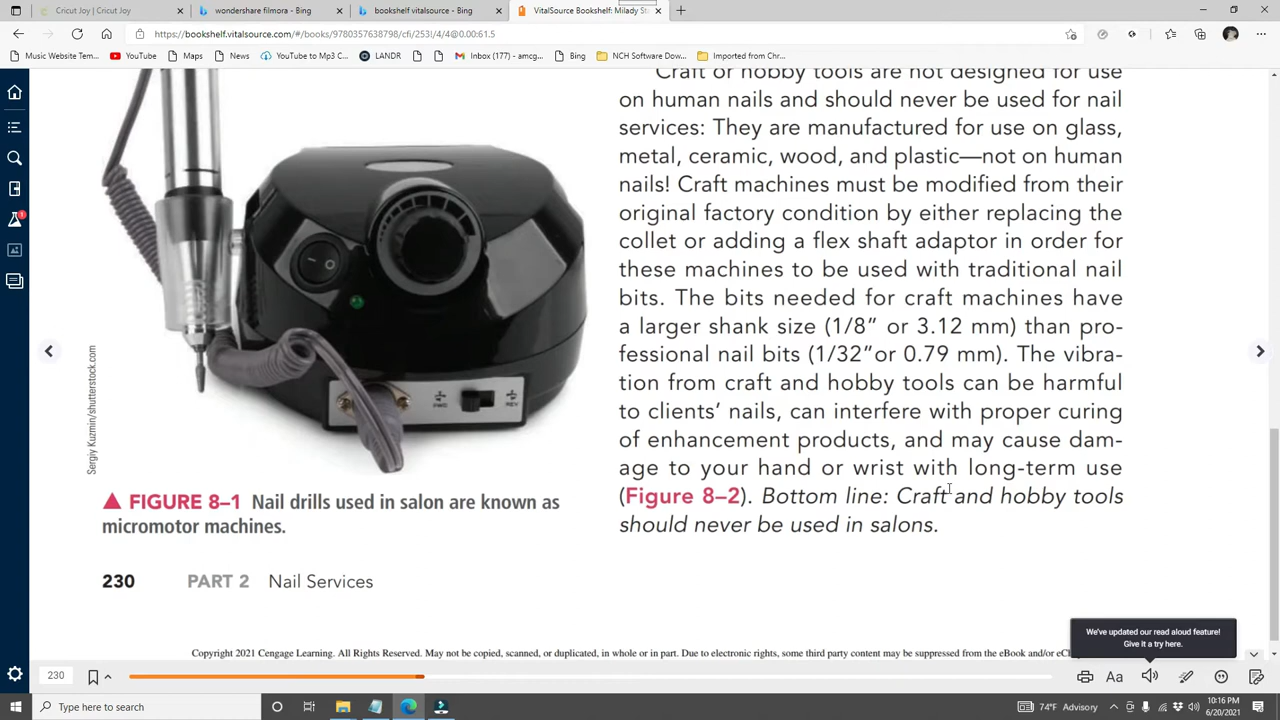 Cricut Joy | Cricut Joy
wondershare filmora - Bing
bookshelf vitalsource - Bing
VitalSource Bookshelf: Milady St
https://bookshelf.vitalsource.com/#/books/9780357638798/cfi/253!/4/4@0.00:61.5
Music Website Tem...
YouTube
Maps
News
YouTube to Mp3 C...
LANDR
Inbox (177) - amcg...
Bing
NCH Software Dow...
Imported from Chr...
Craft or hobby tools are not designed for use
on human nails and should never be used for nail
services: They are manufactured for use on glass,
metal, ceramic, wood, and plastic—not on human
nails! Craft machines must be modified from their
original factory condition by either replacing the
collet or adding a flex shaft adaptor in order for
these machines to be used with traditional nail
bits. The bits needed for craft machines have
a larger shank size (1/8” or 3.12 mm) than pro-
fessional nail bits (1/32”or 0.79 mm). The vibra-
tion from craft and hobby tools can be harmful
to clients’ nails, can interfere with proper curing
of enhancement products, and may cause dam-
age to your hand or wrist with long-term use
(Figure 8–2). Bottom line: Craft and hobby tools
should never be used in salons.
FWD
REV
Sergiy Kuzmin/shutterstock.com
▲ FIGURE 8–1 Nail drills used in salon are known as
micromotor machines.
230 PART 2 Nail Services
We've updated our read aloud feature!
Give it a try here.
Copyright 2021 Cengage Learning. All Rights Reserved. May not be copied, scanned, or duplicated, in whole or in part. Due to electronic rights, some third party content may be suppressed from the eBook and/or eCh
230
Aa
Type here to search
74°F Advisory
10:16 PM
6/20/2021